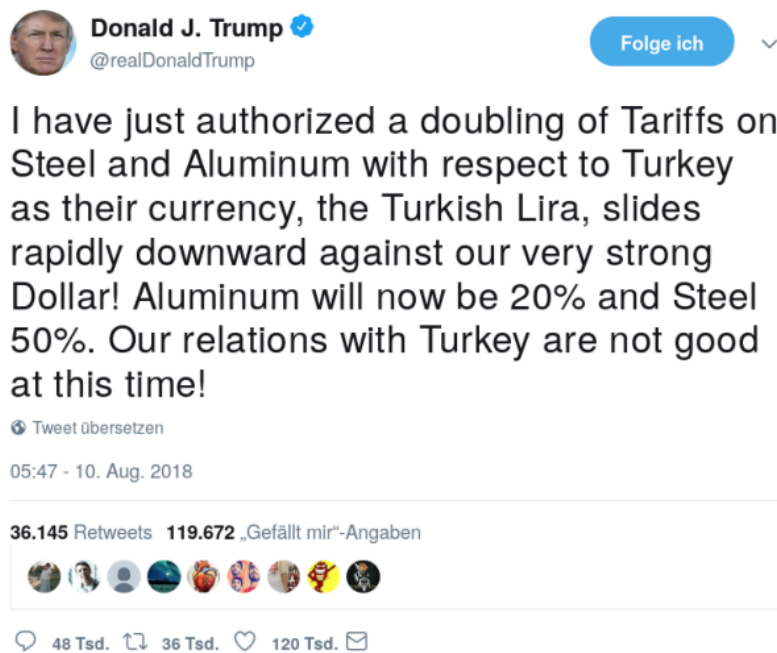 Donald J. Trump
@realDonaldTrump
Folge ich
I have just authorized a doubling of Tariffs on
Steel and Aluminum with respect to Turkey
as their currency, the Turkish Lira, slides
rapidly downward against our very strong
Dollar! Aluminum will now be 20% and Steel
50%. Our relations with Turkey are not good
at this time!
Tweet übersetzen
05:47 - 10. Aug. 2018
36.145 Retweets 119.672 „Gefällt mir“-Angaben
48 Tsd. 36 Tsd. 120 Tsd.